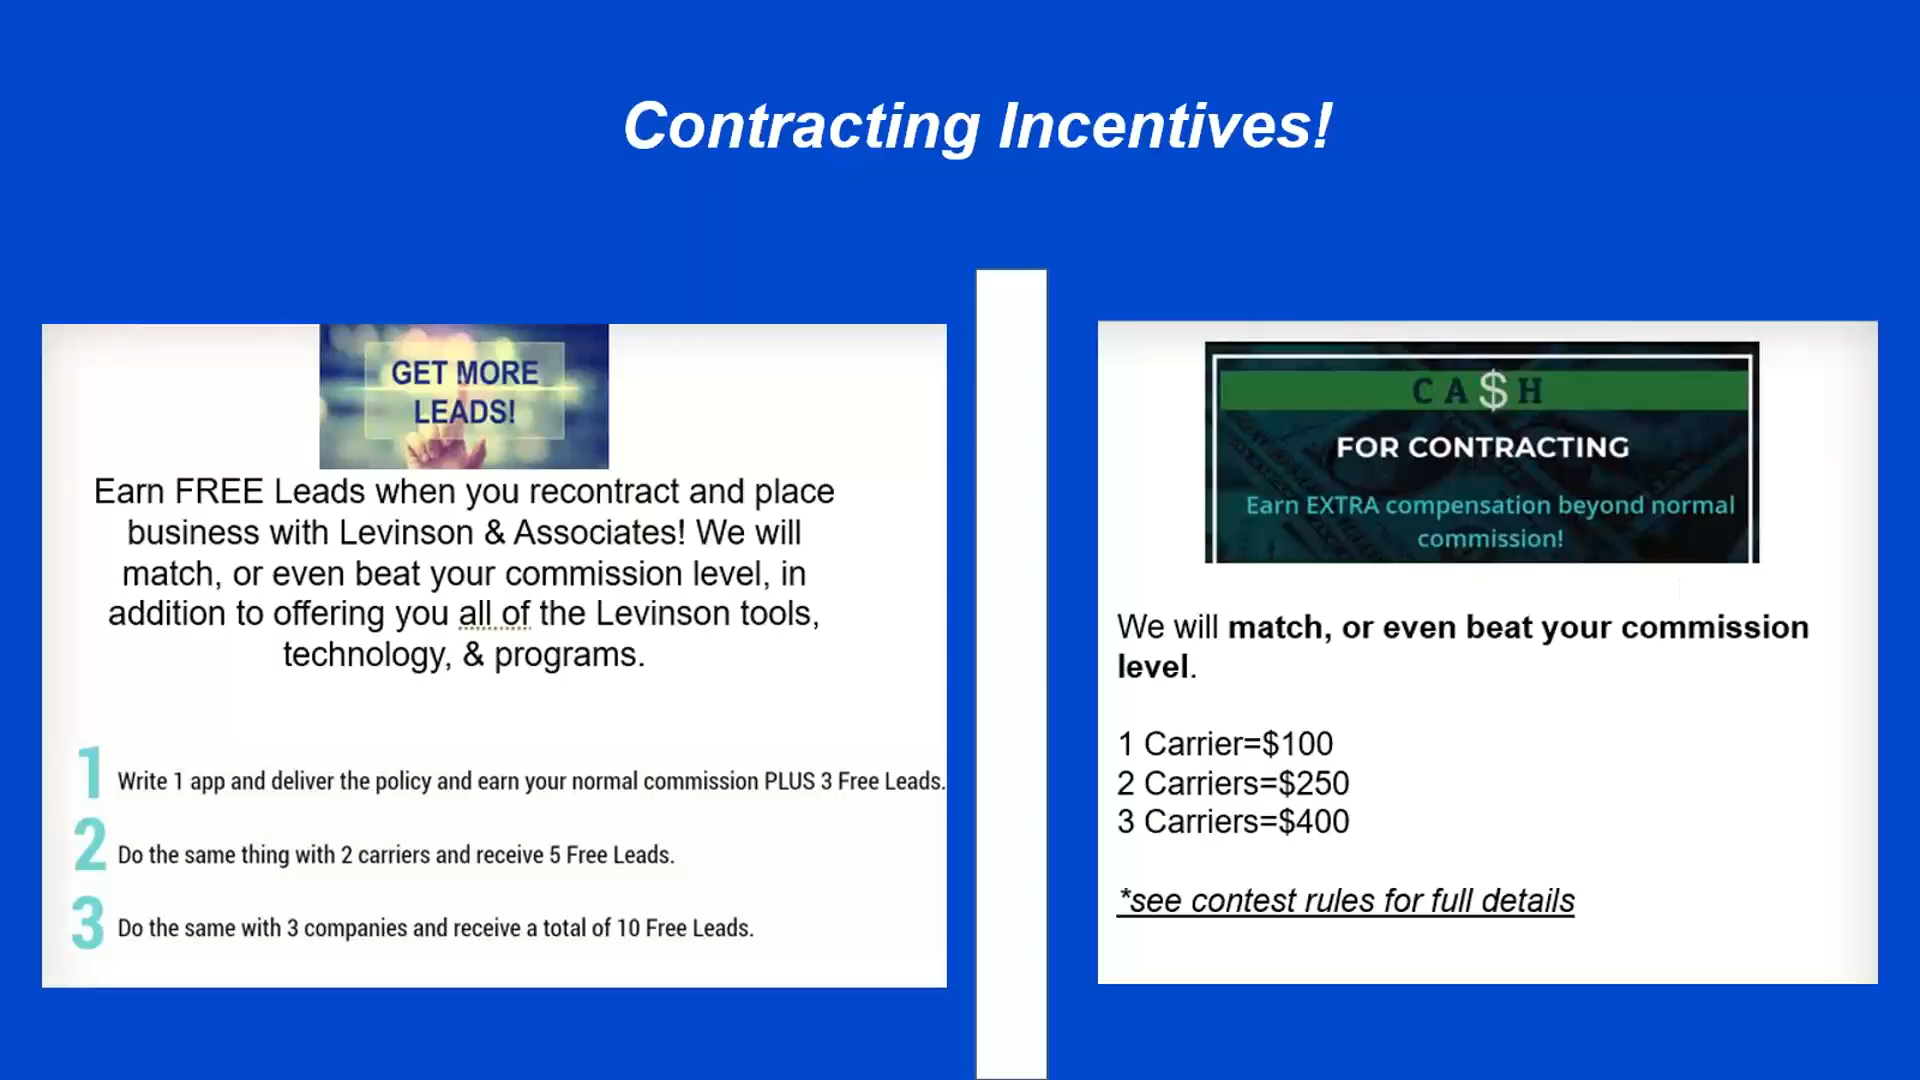 Contracting Incentives!
GET MORE
LEADS!
Earn FREE Leads when you recontract and place
business with Levinson & Associates! We will
match, or even beat your commission level, in
addition to offering you all of the Levinson tools,
technology, & programs.
1 Write 1 app and deliver the policy and earn your normal commission PLUS 3 Free Leads.
2 Do the same thing with 2 carriers and receive 5 Free Leads.
3 Do the same with 3 companies and receive a total of 10 Free Leads.
CA$H
FOR CONTRACTING
Earn EXTRA compensation beyond normal
commission!
We will match, or even beat your commission
level.
1 Carrier=$100
2 Carriers=$250
3 Carriers=$400
*see contest rules for full details